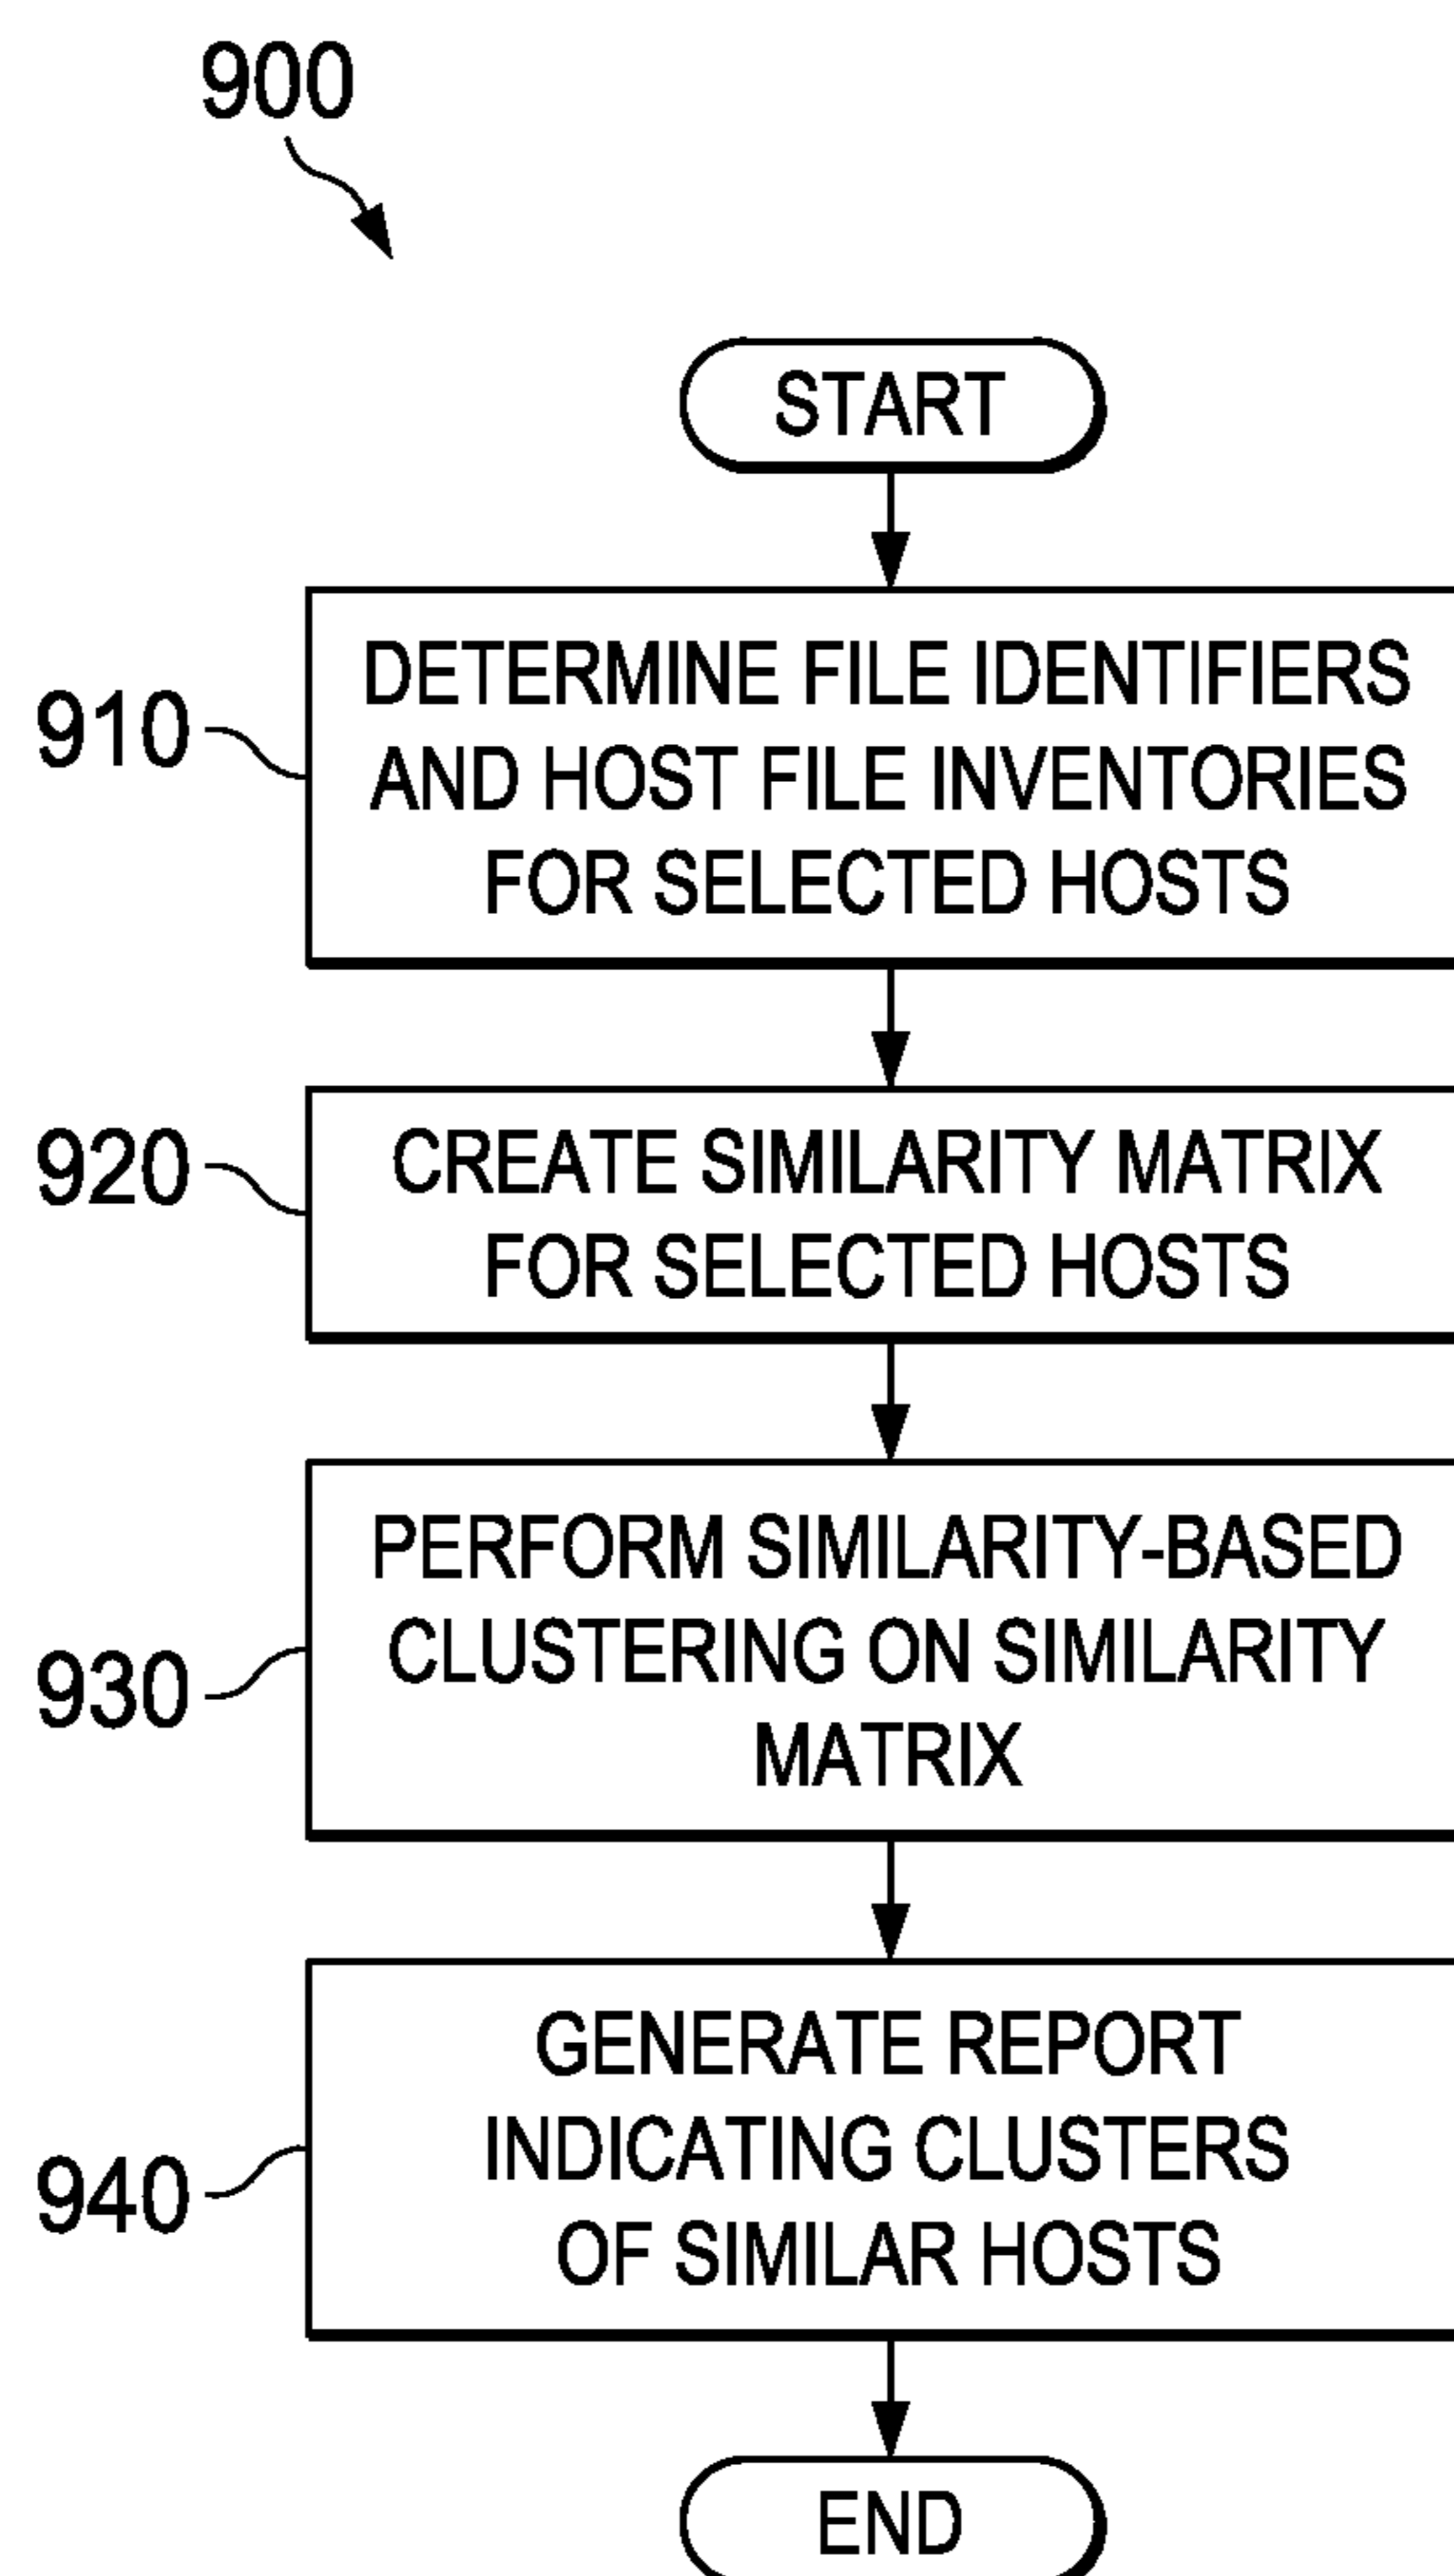 900
START
910
DETERMINE FILE IDENTIFIERS
AND HOST FILE INVENTORIES
FOR SELECTED HOSTS
920
CREATE SIMILARITY MATRIX
FOR SELECTED HOSTS
930
PERFORM SIMILARITY-BASED
CLUSTERING ON SIMILARITY
MATRIX
940
GENERATE REPORT
INDICATING CLUSTERS
OF SIMILAR HOSTS
END